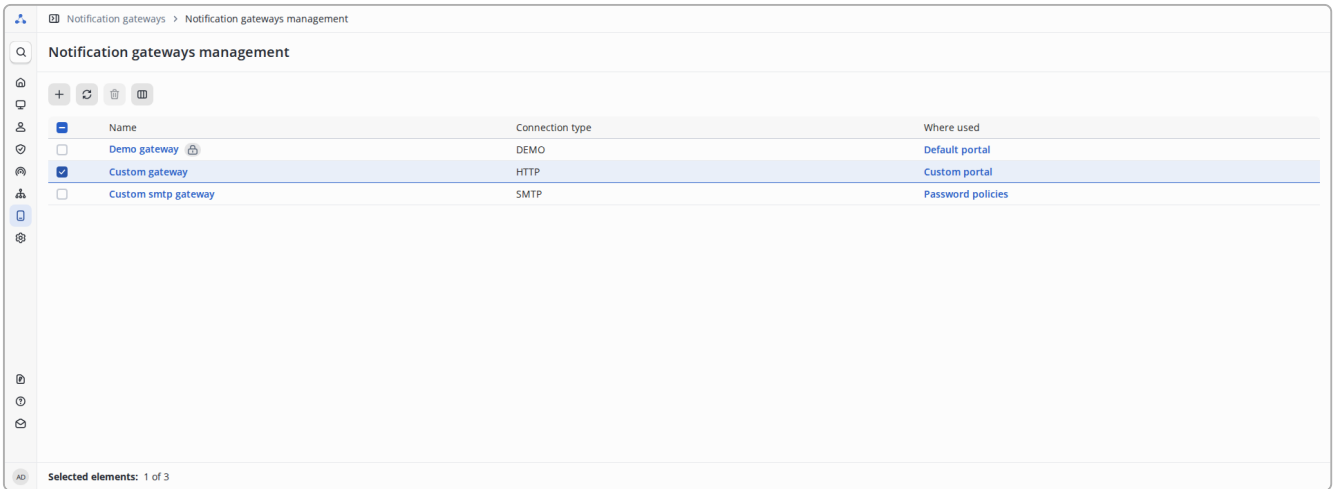 Notification gateways > Notification gateways management
Notification gateways management
Name Connection type Where used
Demo gateway DEMO Default portal
Custom gateway HTTP Custom portal
Custom smtp gateway SMTP Password policies
AD Selected elements: 1 of 3